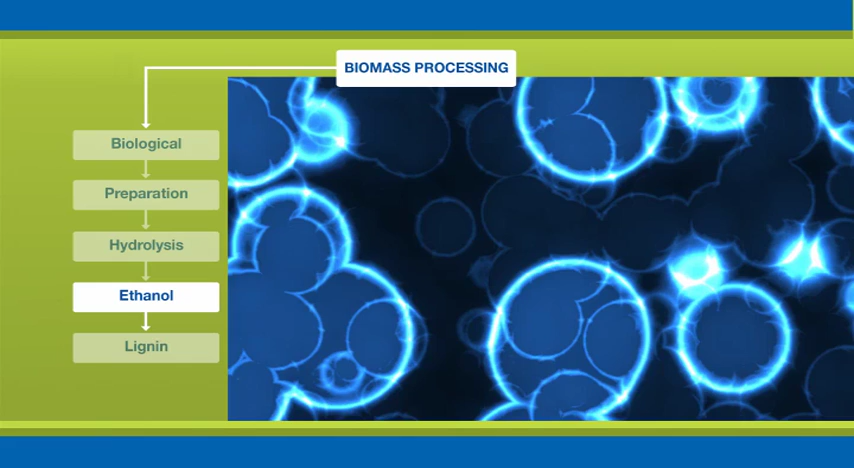 BIOMASS PROCESSING
Biological
Preparation
Hydrolysis
Ethanol
Lignin